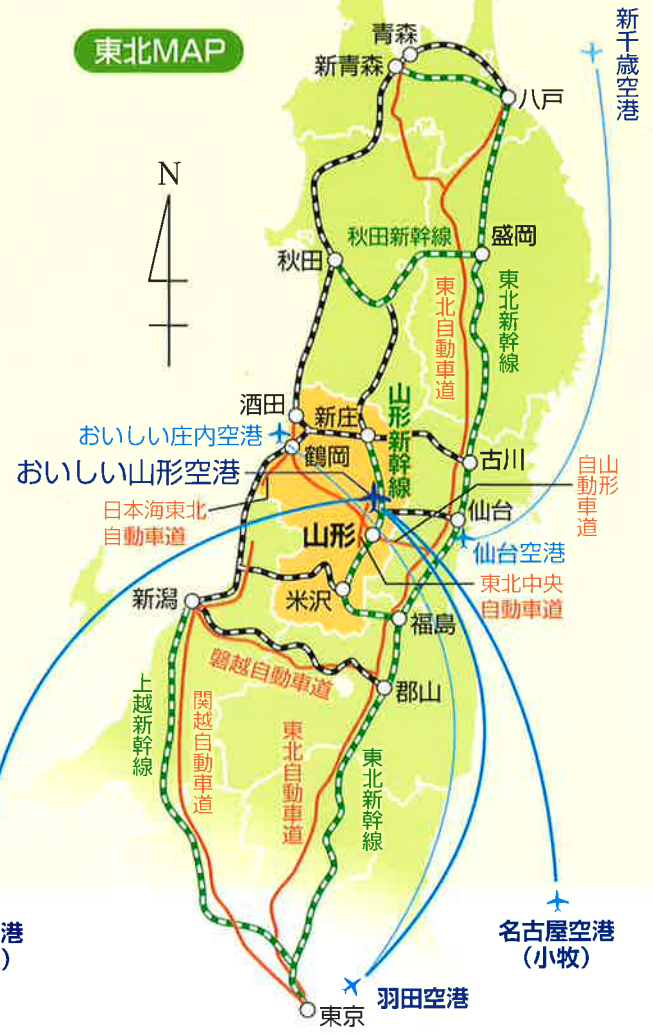 東北MAP
新千歳空港
青森
新青森
八戸
N
秋田新幹線
盛岡
秋田
東北自動車道
東北新幹線
酒田
新庄
山形新幹線
おいしい庄内空港
鶴岡
古川
おいしい山形空港
山形
自動車道
日本海東北
自動車道
仙台
山形
仙台空港
東北中央
自動車道
米沢
新潟
福島
磐越自動車道
郡山
上越新幹線
関越自動車道
東北自動車道
東北新幹線
港
)
名古屋空港
(小牧)
羽田空港
東京